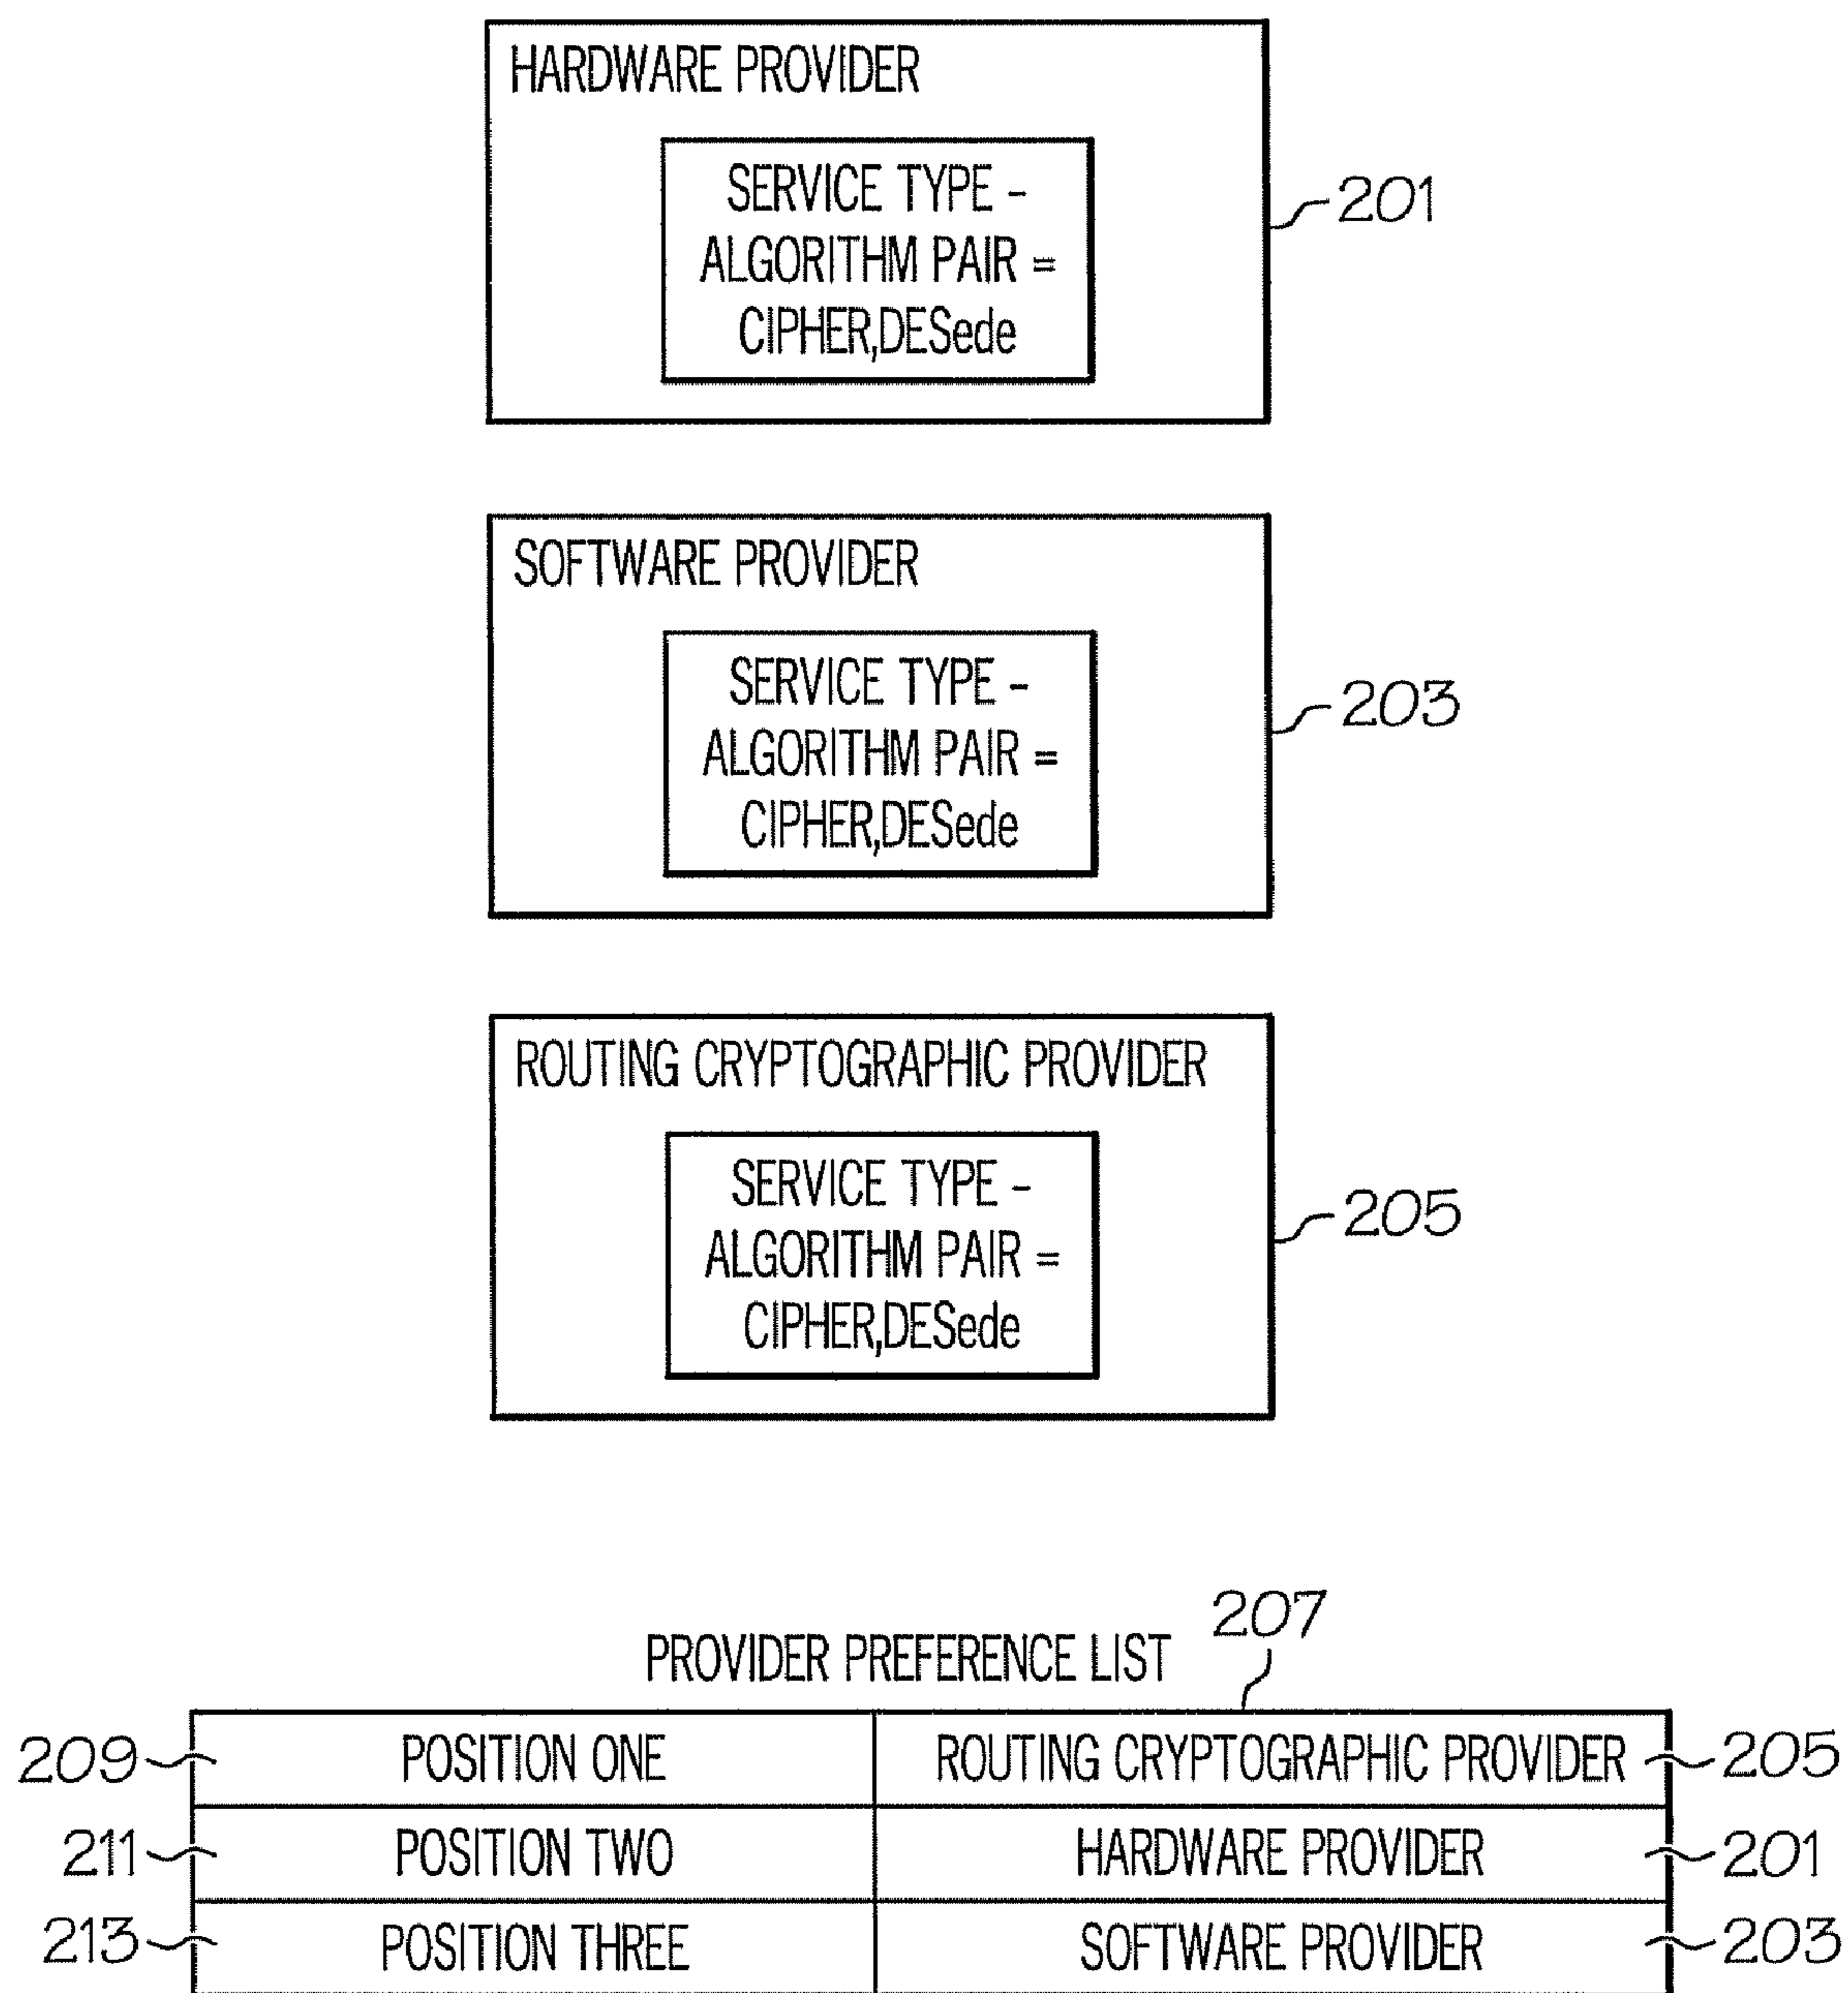 HARDWARE PROVIDER
SERVICE TYPE -
ALGORITHM PAIR =
CIPHER,DESede
201
SOFTWARE PROVIDER
SERVICE TYPE -
ALGORITHM PAIR =
CIPHER,DESede
203
ROUTING CRYPTOGRAPHIC PROVIDER
SERVICE TYPE -
ALGORITHM PAIR =
CIPHER,DESede
205
PROVIDER PREFERENCE LIST
207
209 POSITION ONE ROUTING CRYPTOGRAPHIC PROVIDER 205
211 POSITION TWO HARDWARE PROVIDER 201
213 POSITION THREE SOFTWARE PROVIDER 203